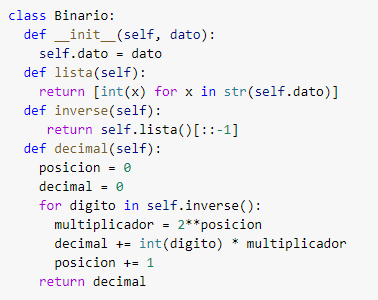 class Binario:
  def __init__(self, dato):
    self.dato = dato
  def lista(self):
    return [int(x) for x in str(self.dato)]
  def inverse(self):
     return self.lista()[::-1]
  def decimal(self):
    posicion = 0
    decimal = 0
    for digito in self.inverse():
      multiplicador = 2**posicion
      decimal += int(digito) * multiplicador
      posicion += 1
    return decimal